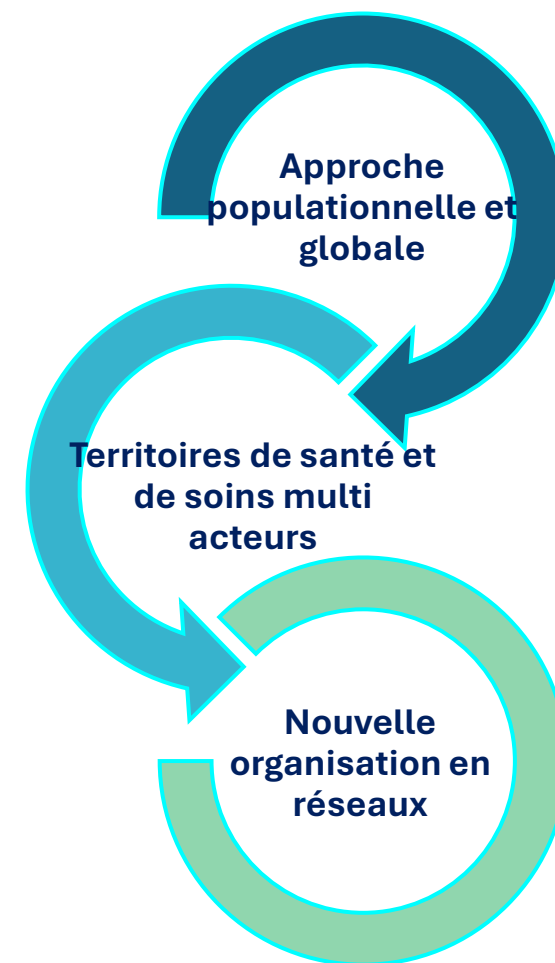 Approche
populationnelle et
globale
Territoires de santé et
de soins multi
acteurs
Nouvelle
organisation en
réseaux